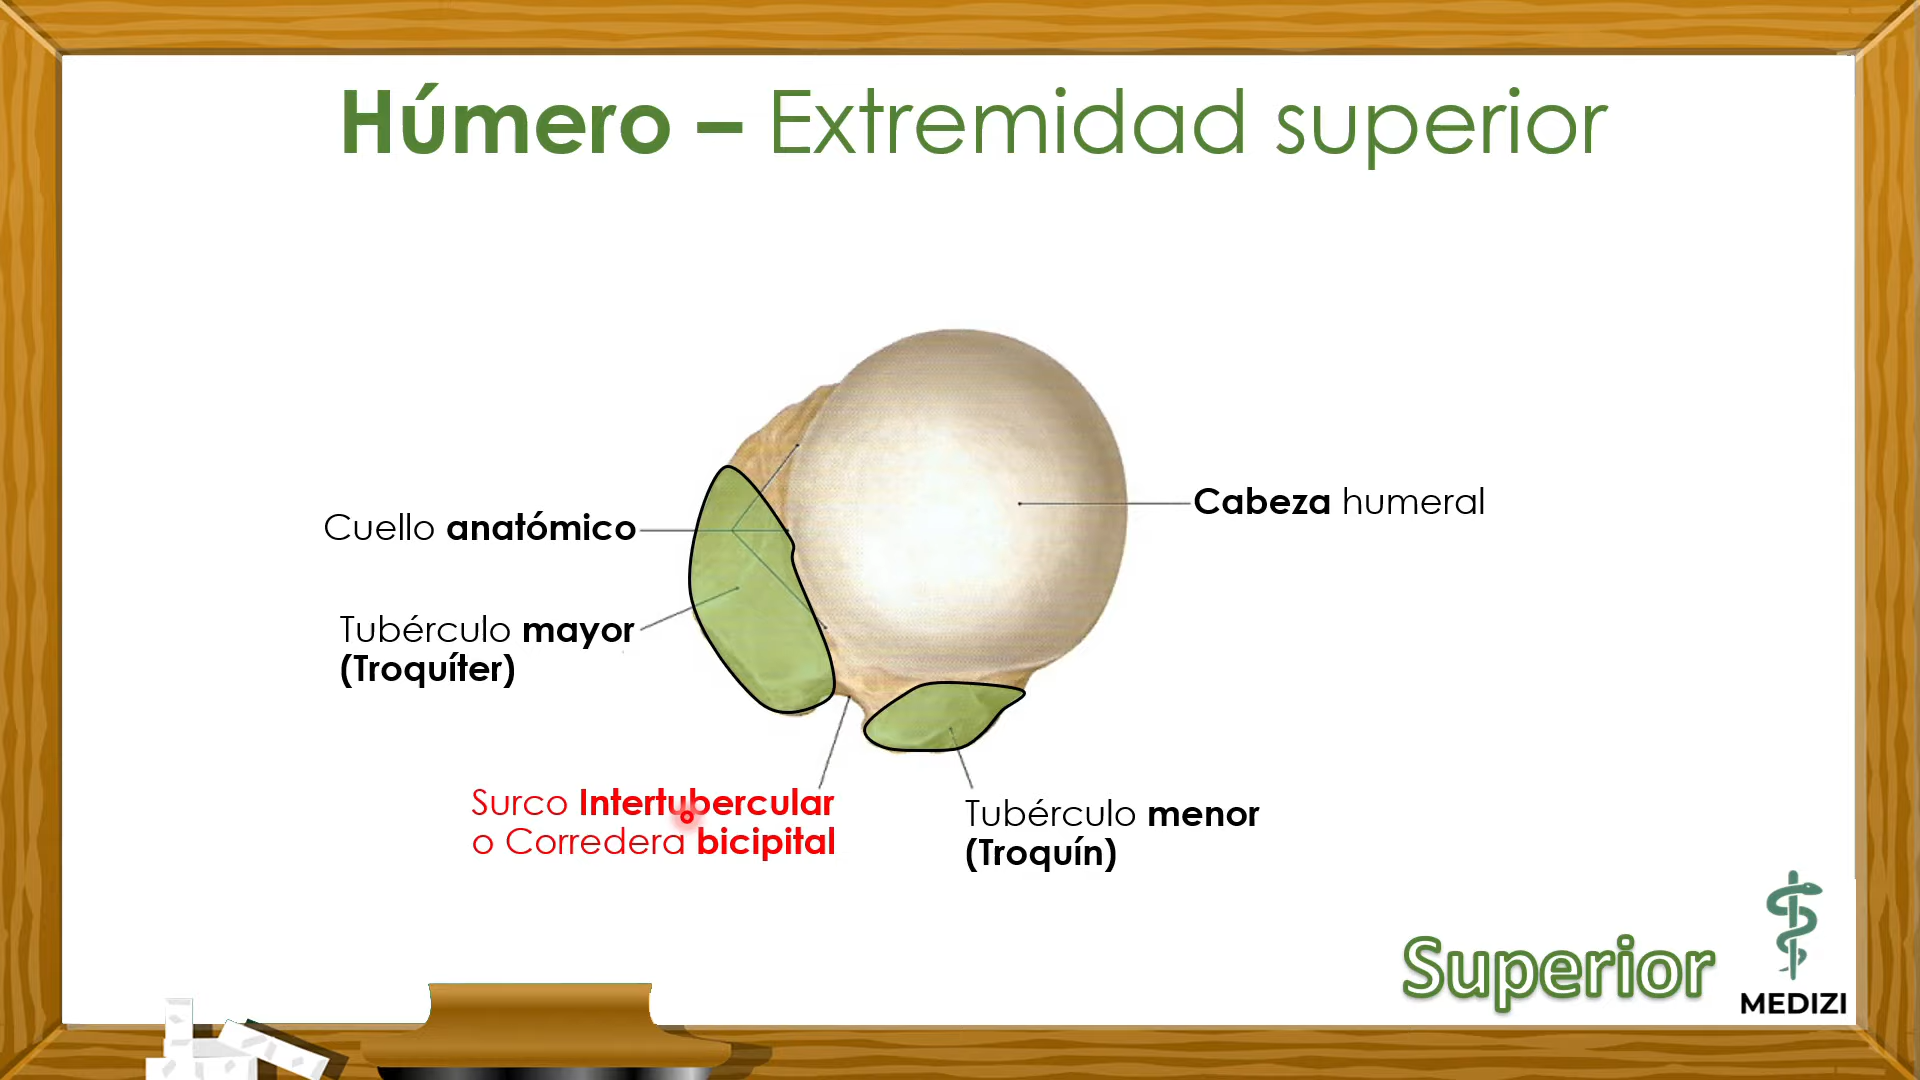 Húmero – Extremidad superior
Cabeza humeral
Cuello anatómico
Tubérculo mayor
(Troquíter)
Surco Intertubercular
o Corredera bicipital
Tubérculo menor
(Troquín)
Superior
MEDIZI